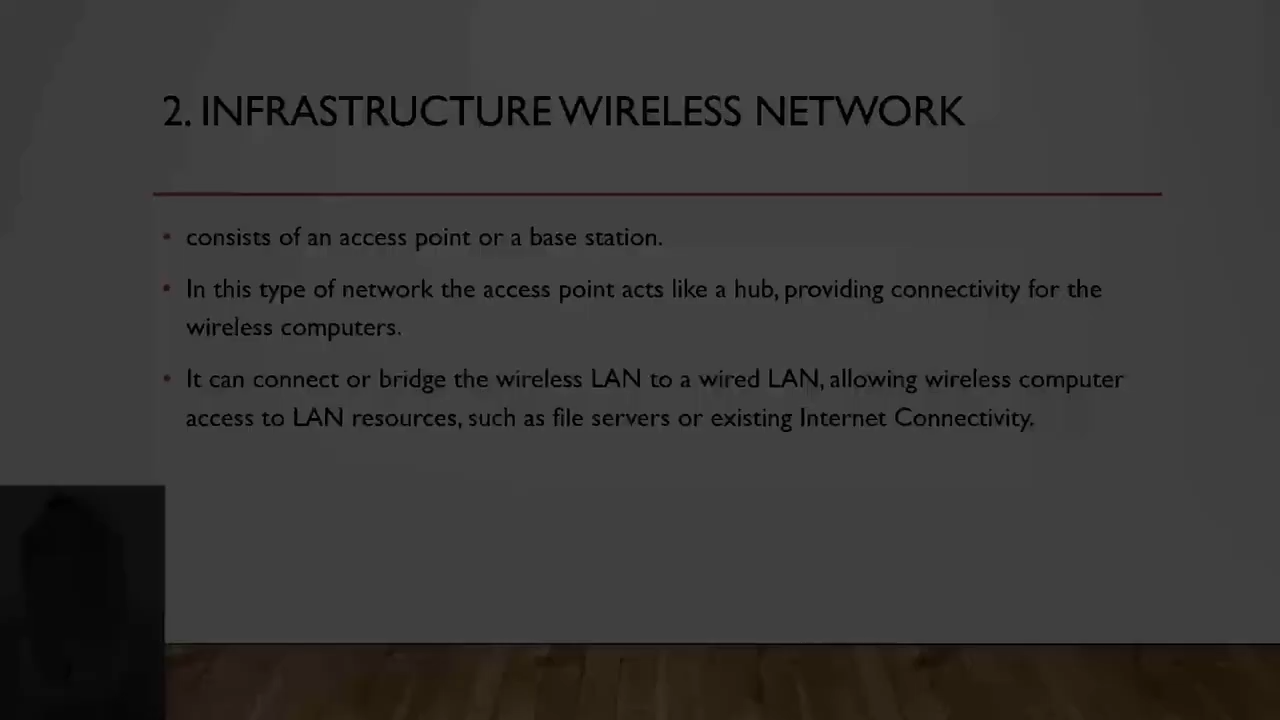 2. INFRASTRUCTURE WIRELESS NETWORK
• consists of an access point or a base station.
• In this type of network the access point acts like a hub, providing connectivity for the
wireless computers.
• It can connect or bridge the wireless LAN to a wired LAN, allowing wireless computer
access to LAN resources, such as file servers or existing Internet Connectivity.